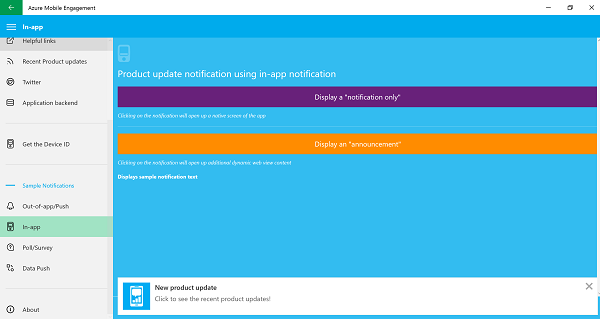 Azure Mobile Engagement
In-app
Helpful links
Recent Product updates
Twitter
Application backend
Get the Device ID
Sample Notifications
Out-of-app/Push
In-app
Poll/Survey
Data Push
About
Product update notification using in-app notification
Display a "notification only"
Clicking on the notification will open up a native screen of the app
Display an "announcement"
Clicking on the notification will open up additional dynamic web view content
Displays sample notification text
New product update
Click to see the recent product updates!